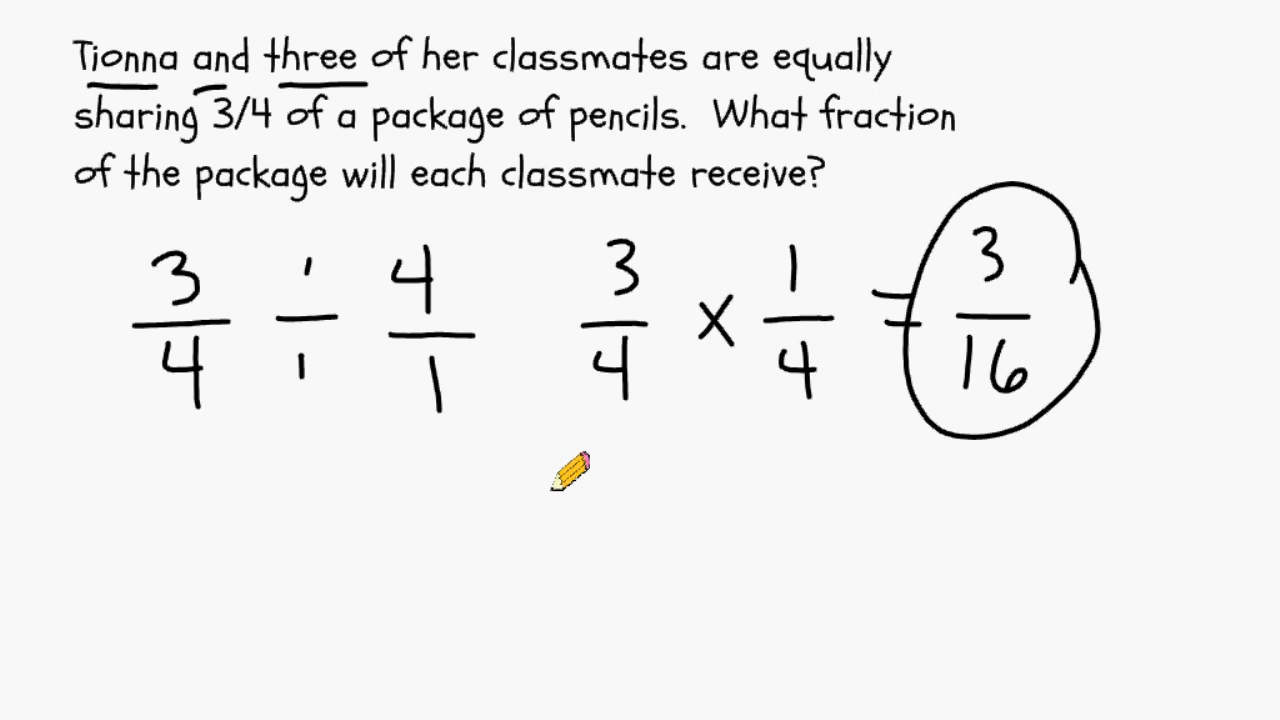 Tionna and three of her classmates are equally
sharing 3/4 of a package of pencils. What fraction
of the package will each classmate receive?
3/4 ÷ 4/1 3/4 × 1/4 = 3/16